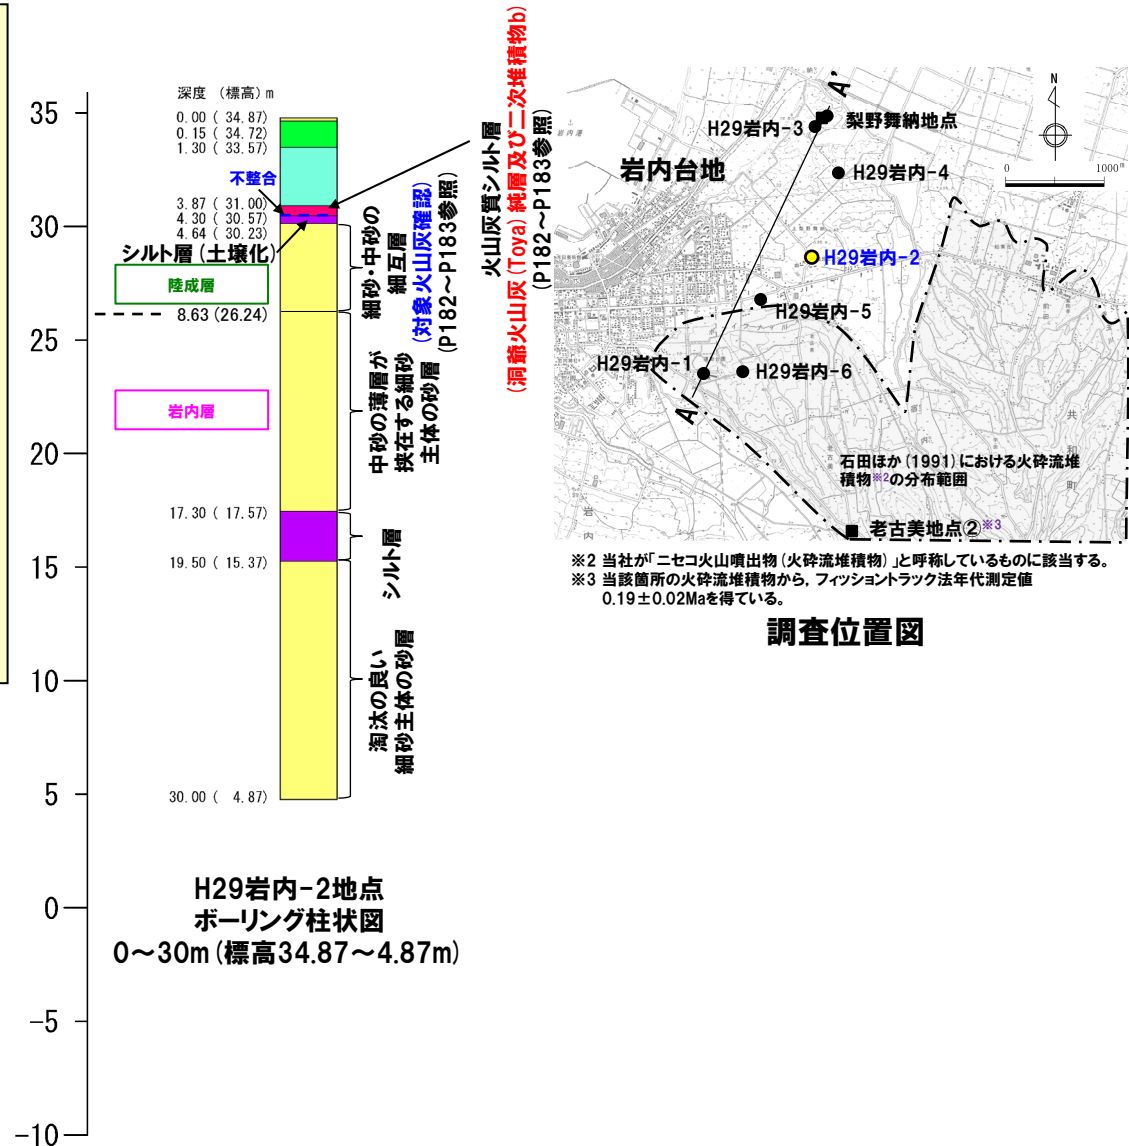 35
30
25
20
15
10
5
0
-5
-10
深度 (標高) m
0.00 ( 34.87)
0.15 ( 34.72)
1.30 ( 33.57)
不整合
3.87 ( 31.00)
4.30 ( 30.57)
4.64 ( 30.23)
シルト層(土壌化)
陸成層
8.63 (26.24)
岩内層
17.30 ( 17.57)
19.50 ( 15.37)
30.00 ( 4.87)
火山灰質シルト層
(洞爺火山灰(Toya)純層及び二次堆積物b)
(P182~P183参照)
細砂・中砂の
細互層
(対象火山灰確認)
(P182~P183参照)
中砂の薄層が
挟在する細砂
主体の砂層
シルト層
淘汰の良い
細砂主体の砂層
H29岩内-2地点
ボーリング柱状図
0~30m(標高34.87~4.87m)
A'
H29岩内-3
梨野舞納地点
岩内台地
H29岩内-4
H29岩内-2
H29岩内-5
H29岩内-1
H29岩内-6
A
N
0
1000m
共和町
岩内
石田ほか(1991)における火砕流堆
積物※2の分布範囲
老古美地点②※3
※2 当社が「ニセコ火山噴出物(火砕流堆積物)」と呼称しているものに該当する。
※3 当該箇所の火砕流堆積物から,フィッショントラック法年代測定値
0.19±0.02Maを得ている。
調査位置図